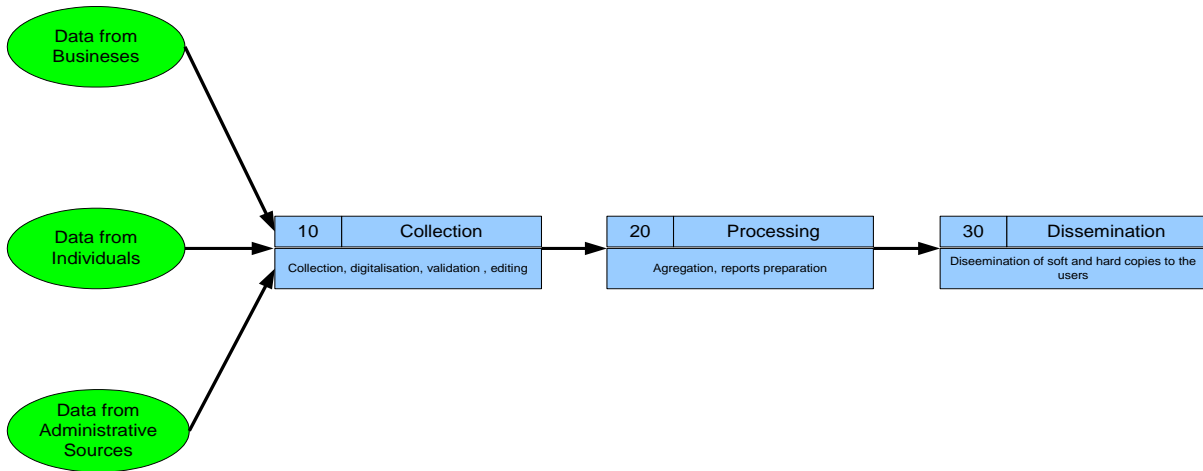 Data from
Busineses
Data from
Individuals
Data from
Administrative
Sources
10 Collection
Collection, digitalisation, validation , editing
20 Processing
Agregation, reports preparation
30 Dissemination
Diseemination of soft and hard copies to the
users